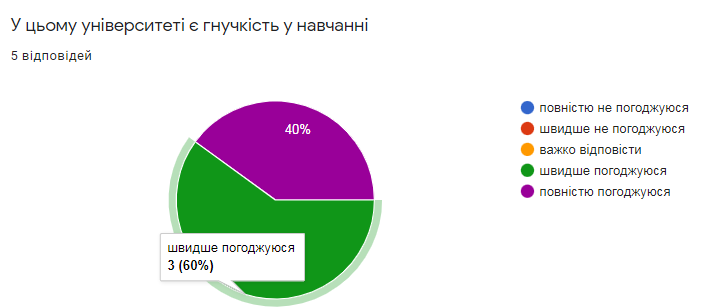 У цьому університеті є гнучкість у навчанні
5 відповідей
40%
швидше погоджуюся
3 (60%)
повністю не погоджуюся
швидше не погоджуюся
важко відповісти
швидше погоджуюся
повністю погоджуюся